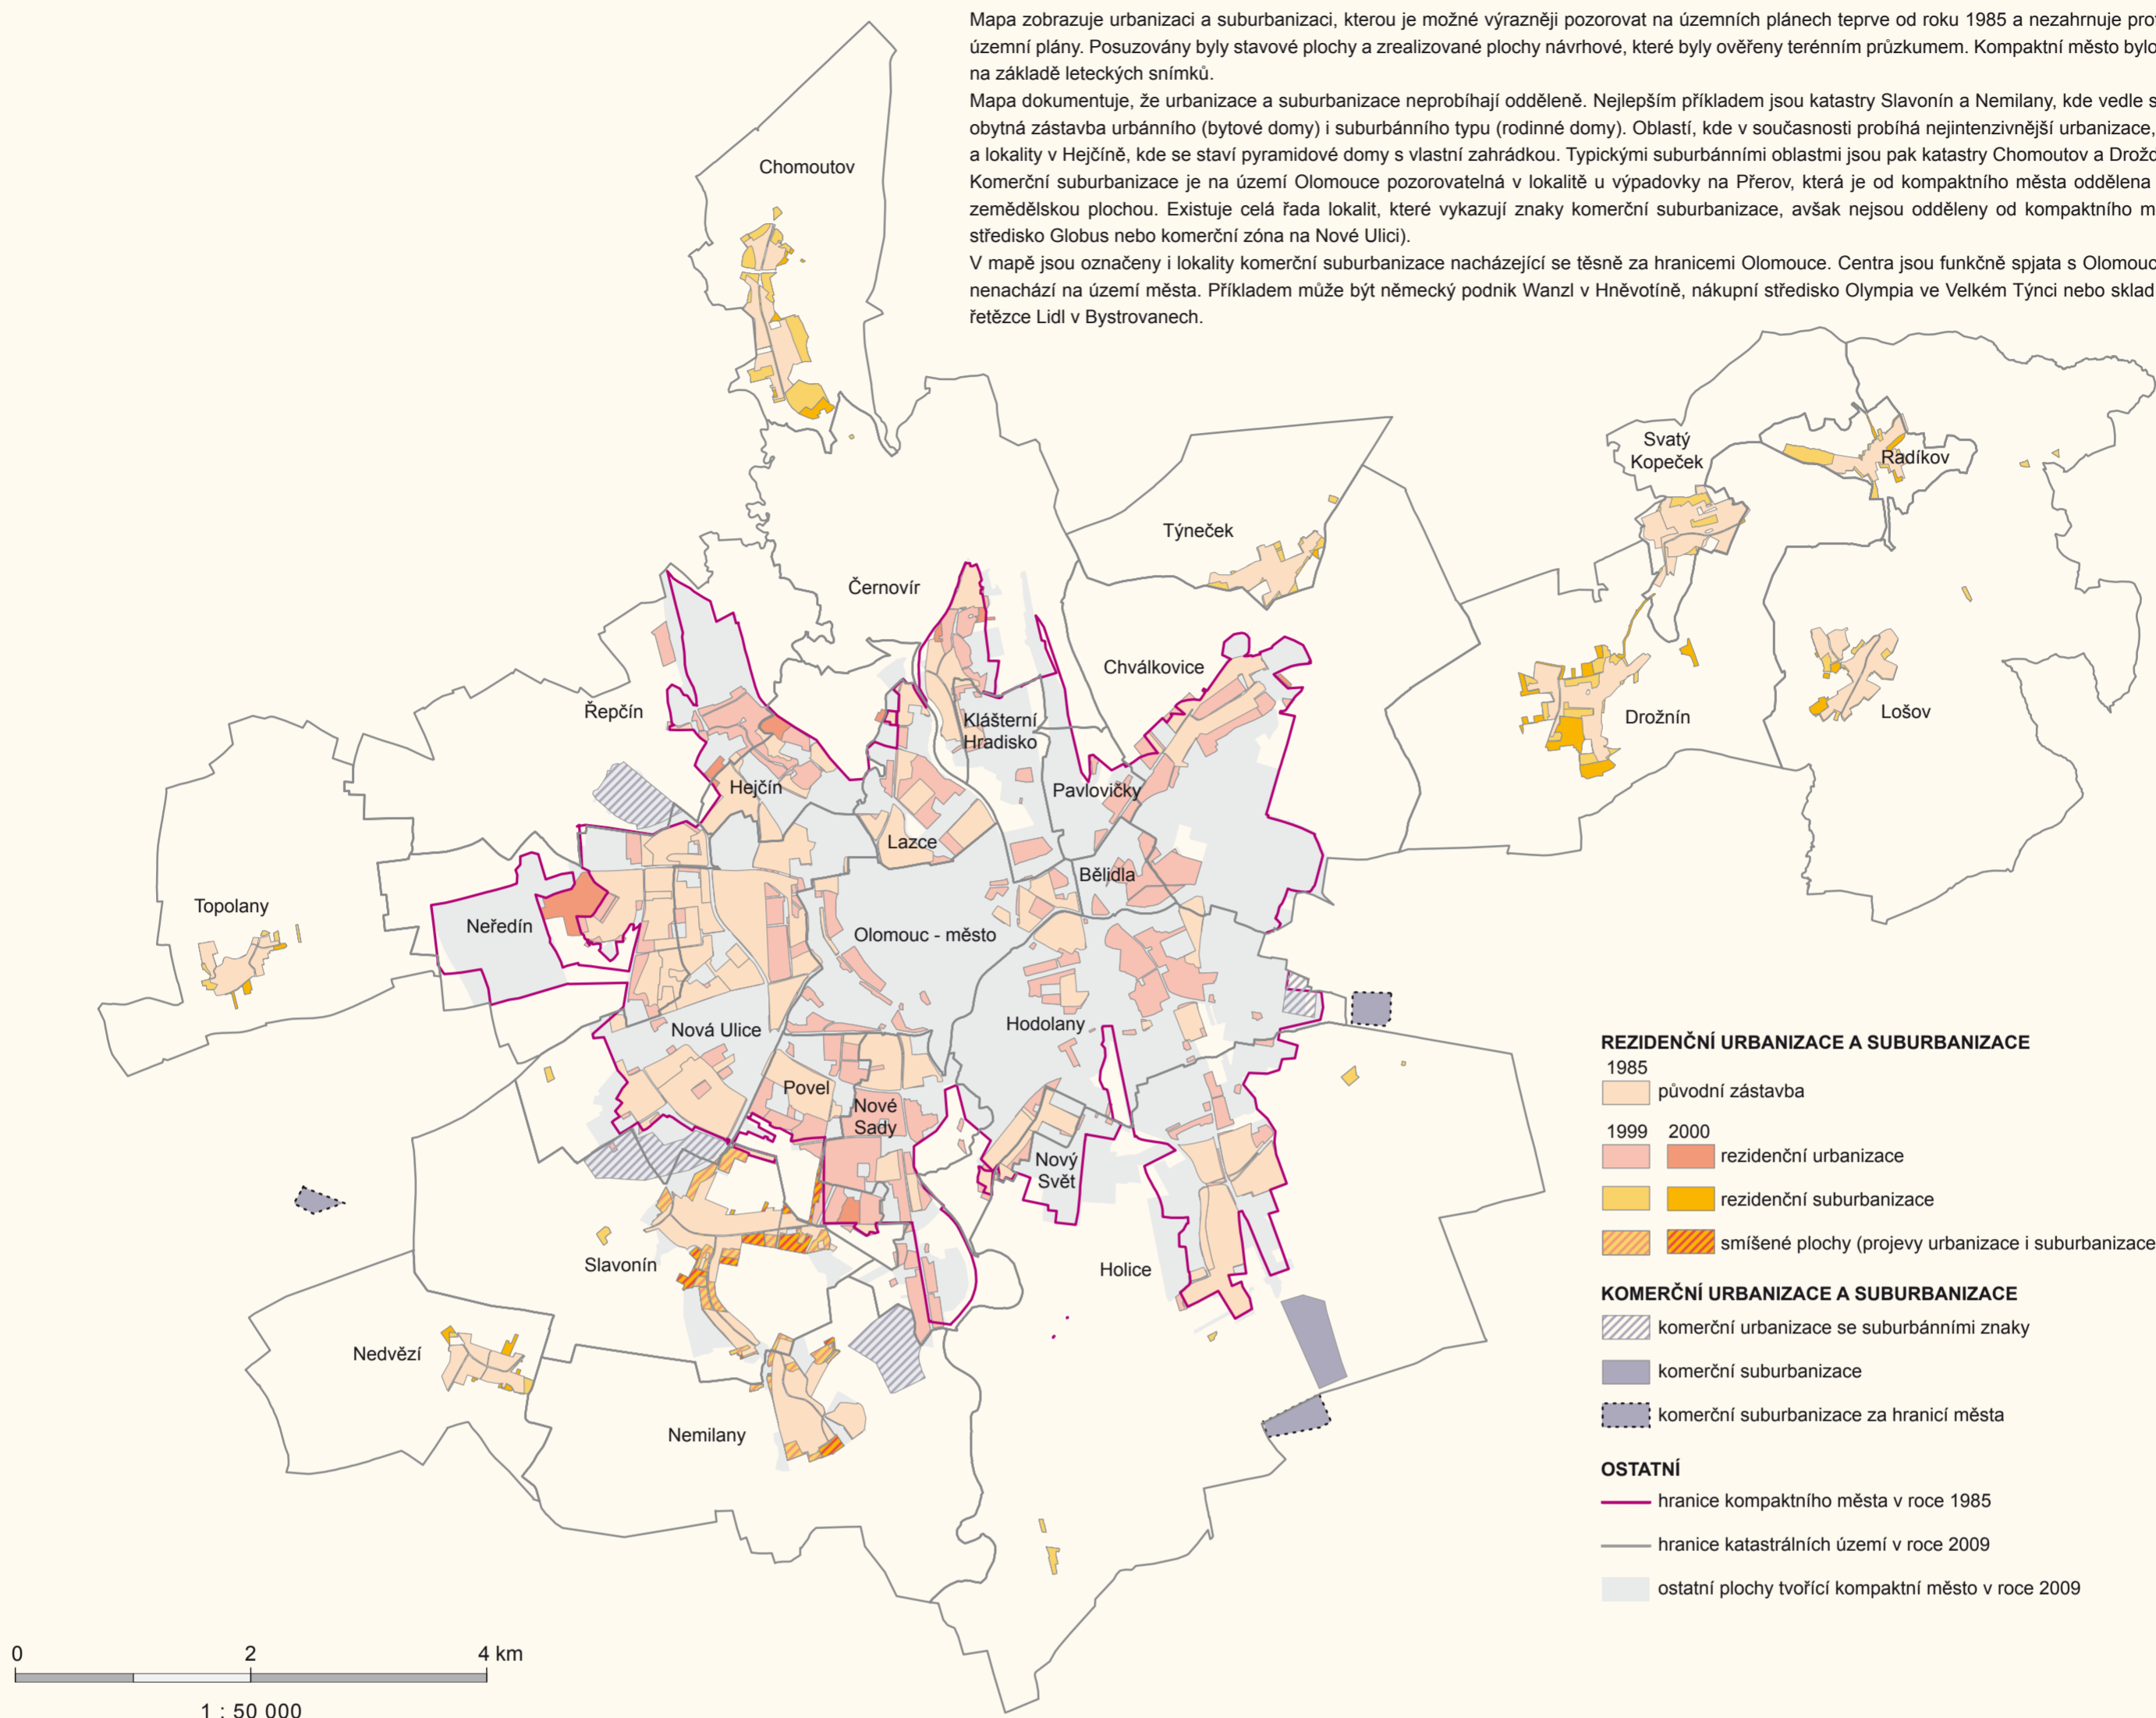 Mapa zobrazuje urbanizaci a suburbanizaci, kterou je možné výrazněji pozorovat na územních plánech teprve od roku 1985 a nezahrnuje
územní plány. Posuzovány byly stavové plochy a zrealizované plochy návrhové, které byly ověřeny terénním průzkumem. Kompaktní město bylo
na základě leteckých snímků.
Mapa dokumentuje, že urbanizace a suburbanizace neprobíhají odděleně. Nejlepším příkladem jsou katastry Slavonín a Nemilany, kde vedle
obytná zástavba urbánního (bytové domy) i suburbánního typu (rodinné domy). Oblastí, kde v současnosti probíhá nejintenzivnější urbanizace,
a lokality v Hejčíně, kde se staví pyramidové domy s vlastní zahrádkou. Typickými suburbánními oblastmi jsou pak katastry Chomoutov a
Komerční suburbanizace je na území Olomouce pozorovatelná v lokalitě u výpadovky na Přerov, která je od kompaktního města oddělena
zemědělskou plochou. Existuje celá řada lokalit, které vykazují znaky komerční suburbanizace, avšak nejsou odděleny od kompaktního
středisko Globus nebo komerční zóna na Nové Ulici).
V mapě jsou označeny i lokality komerční suburbanizace nacházející se těsně za hranicemi Olomouce. Centra jsou funkčně spjata s
nenachází na území města. Příkladem může být německý podnik Wanzl v Hněvotíně, nákupní středisko Olympia ve Velkém Týnci nebo sklad
řetězce Lidl v Bystrovanech.
Chomoutov
Svatý
Kopeček
Radíkov
Týneček
Černovír
Chválkovice
Řepčín
Klášterní
Hradisko
Drožnín
Lošov
Hejčín
Pavlovičky
Lazce
Bělidla
Topolany
Neředín
Olomouc - město
Nová Ulice
Hodolany
Povel
Nové
Sady
Nový
Svět
Slavonín
Holice
Nedvězí
Nemilany
REZIDENČNÍ URBANIZACE A SUBURBANIZACE
1985
původní zástavba
1999 2000
rezidenční urbanizace
rezidenční suburbanizace
smíšené plochy (projevy urbanizace i suburbanizace
KOMERČNÍ URBANIZACE A SUBURBANIZACE
komerční urbanizace se suburbánními znaky
komerční suburbanizace
komerční suburbanizace za hranicí města
OSTATNÍ
hranice kompaktního města v roce 1985
hranice katastrálních území v roce 2009
ostatní plochy tvořící kompaktní město v roce 2009
0 2 4 km
1 : 50 000